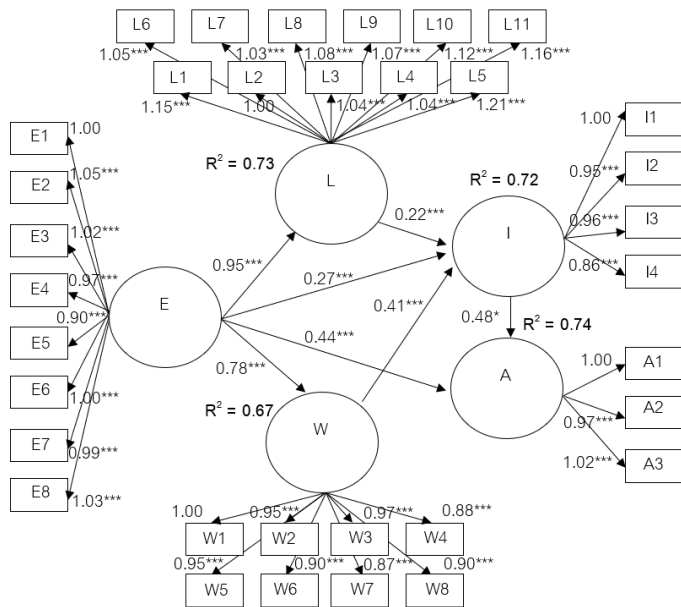 L6 L7 L8 L9 L10 L11
1.05*** 1.03*** 1.08*** 1.07*** 1.12*** 1.16***
L1 L2 L3 L4 L5
1.15*** 1.00 1.04*** 1.04*** 1.21***
E1 1.00
E2 1.05***
E3 1.02***
E4 0.97***
E5 0.90***
E6 1.00***
E7 0.99***
E8 1.03***
R² = 0.73
L
R² = 0.72
I
1.00 I1
0.95*** I2
0.96*** I3
0.86*** I4
0.22***
0.95***
0.27***
E
0.41***
0.48*
R² = 0.74
0.44***
0.78***
A
1.00 A1
0.97*** A2
1.02*** A3
R² = 0.67
W
1.00 0.95*** 0.97*** 0.88***
W1 W2 W3 W4
0.95*** 0.90*** 0.87*** 0.90***
W5 W6 W7 W8